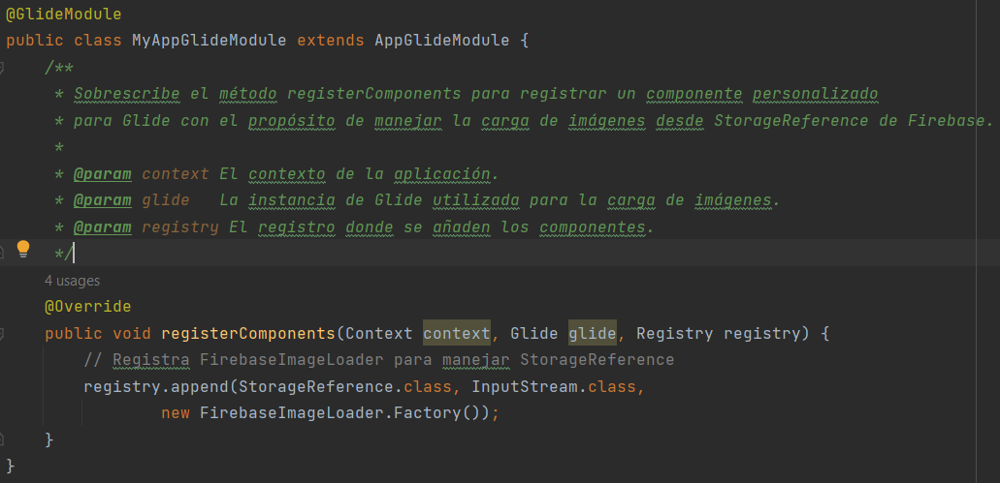 @GlideModule
public class MyAppGlideModule extends AppGlideModule {
/**
* Sobrescribe el método registerComponents para registrar un componente personalizado
* para Glide con el propósito de manejar la carga de imágenes desde StorageReference de Firebase.
*
* @param context El contexto de la aplicación.
* @param glide   La instancia de Glide utilizada para la carga de imágenes.
* @param registry El registro donde se añaden los componentes.
*/
4 usages
@Override
public void registerComponents(Context context, Glide glide, Registry registry) {
// Registra FirebaseImageLoader para manejar StorageReference
registry.append(StorageReference.class, InputStream.class,
new FirebaseImageLoader.Factory());
}
}